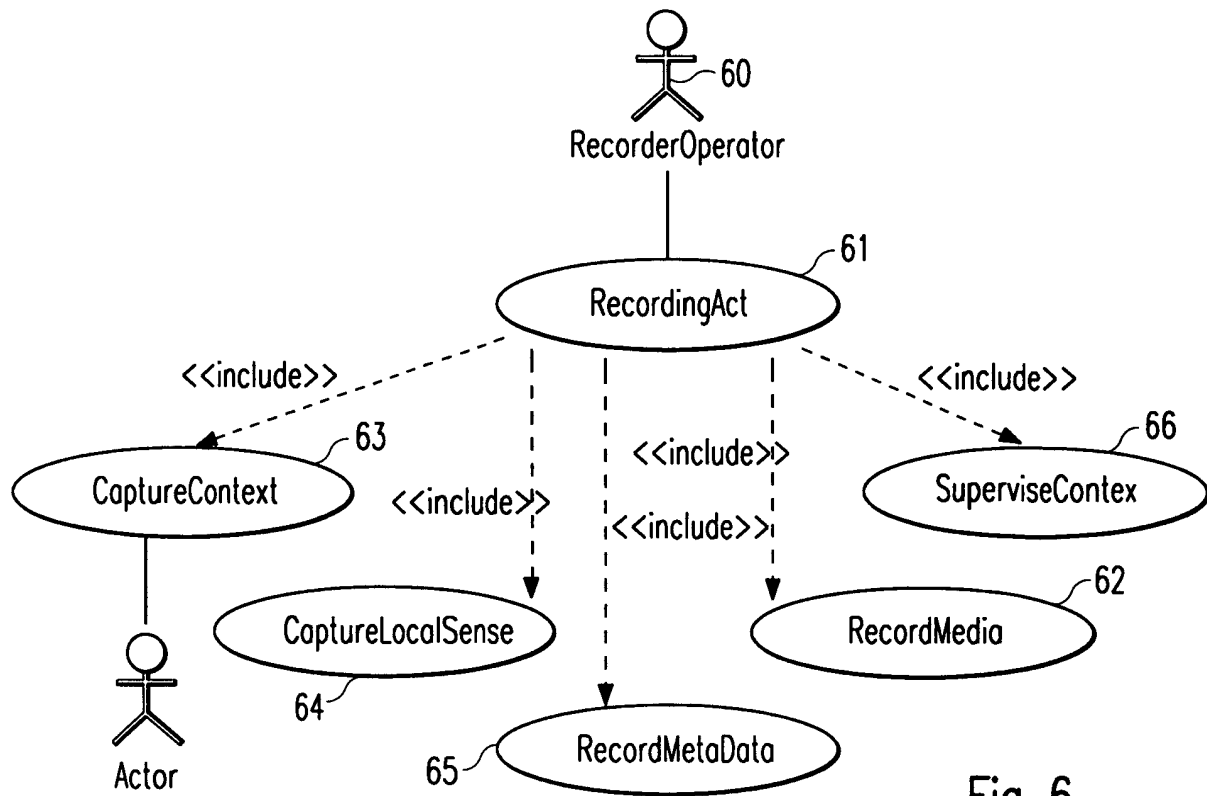 60
RecorderOperator
61
RecordingAct
<<include>>
<<include>>
63
66
<<include>>
CaptureContext
SuperviseContex
<<include>>
<<include>>
62
CaptureLocalSense
RecordMedia
64
RecordMetaData
65
Actor
Fig. 6